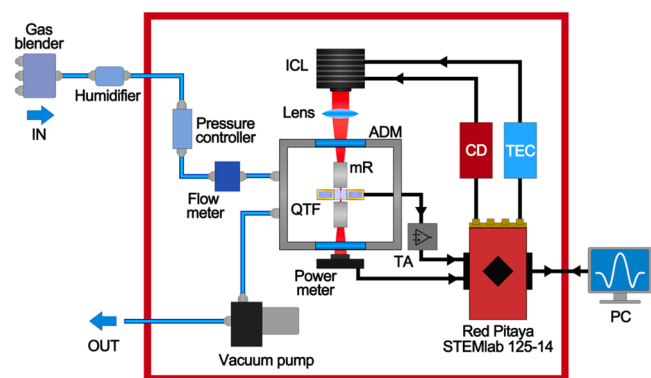 Gas
blender
IN
Humidifier
Pressure
controller
Flow
meter
OUT
Vacuum pump
ICL
Lens
ADM
mR
QTF
TA
Power
meter
CD
TEC
Red Pitaya
STEMlab 125-14
PC